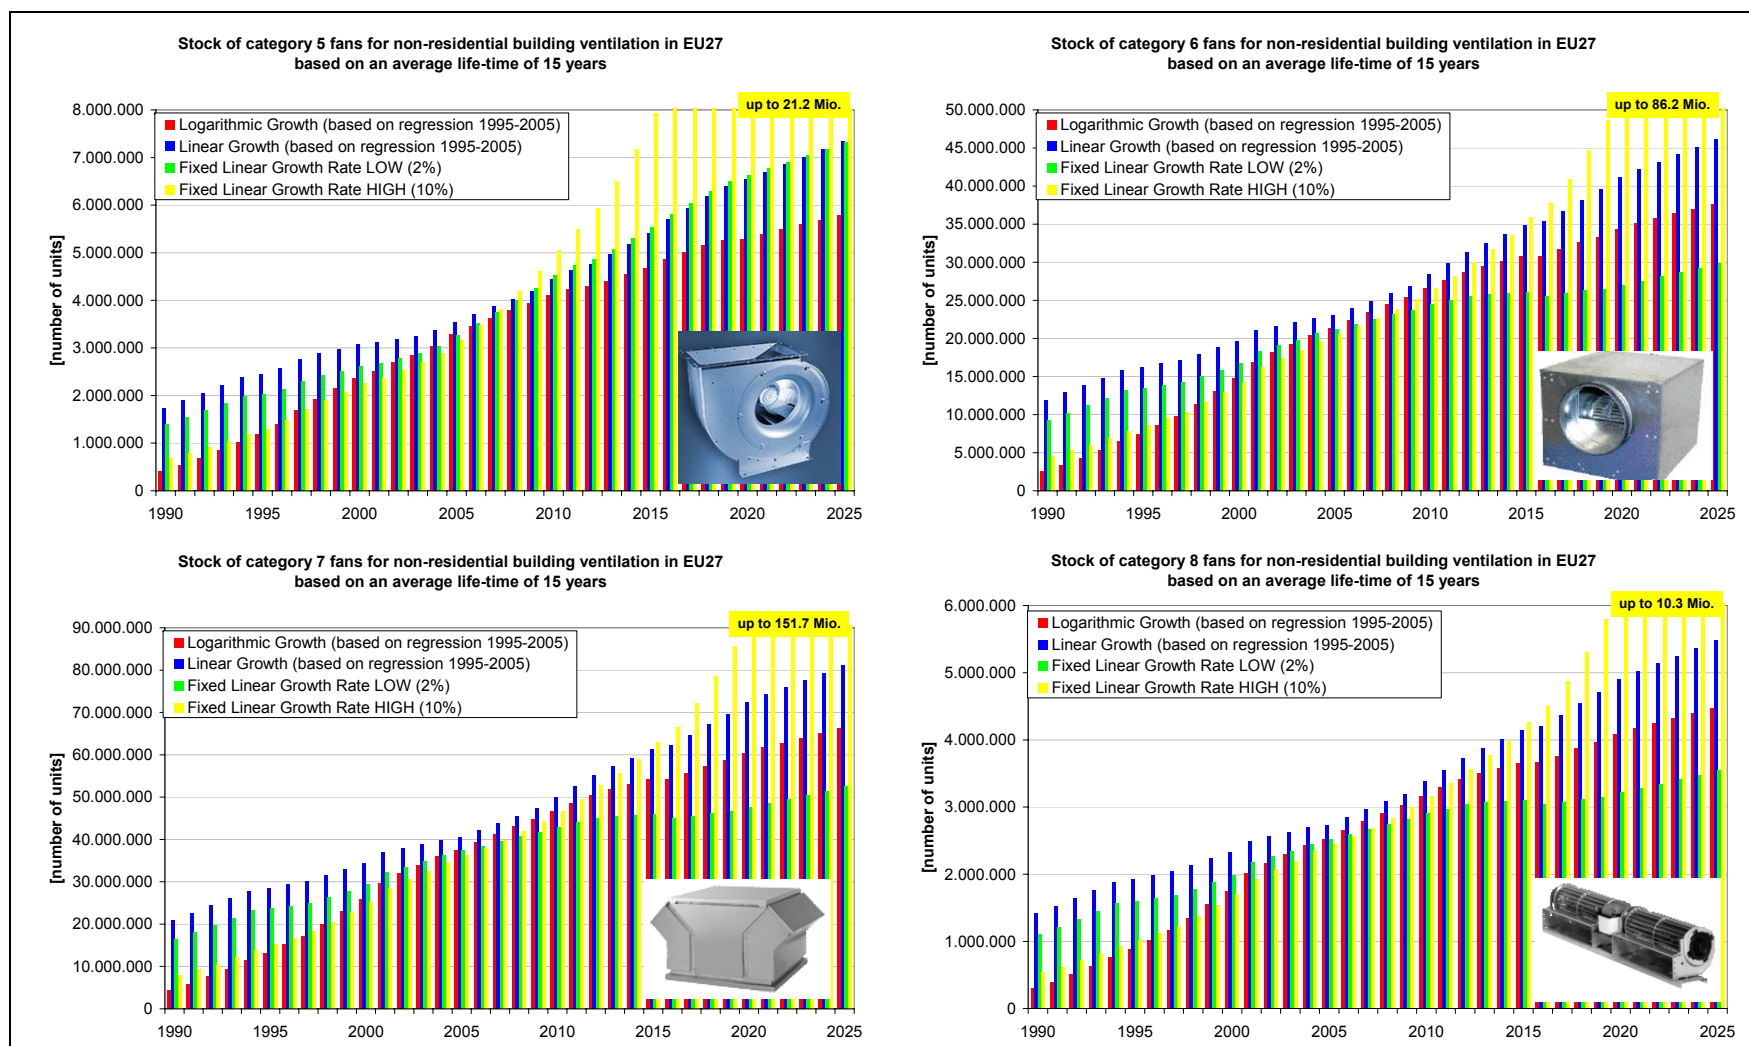 Stock of category 5 fans for non-residential building ventilation in EU27
based on an average life-time of 15 years
up to 21.2 Mio.
Logarithmic Growth (based on regression 1995-2005)
Linear Growth (based on regression 1995-2005)
Fixed Linear Growth Rate LOW (2%)
Fixed Linear Growth Rate HIGH (10%)
[number of units]
8.000.000
7.000.000
6.000.000
5.000.000
4.000.000
3.000.000
2.000.000
1.000.000
0
1990 1995 2000 2005 2010 2015 2020 2025
Stock of category 6 fans for non-residential building ventilation in EU27
based on an average life-time of 15 years
up to 86.2 Mio.
Logarithmic Growth (based on regression 1995-2005)
Linear Growth (based on regression 1995-2005)
Fixed Linear Growth Rate LOW (2%)
Fixed Linear Growth Rate HIGH (10%)
[number of units]
50.000.000
45.000.000
40.000.000
35.000.000
30.000.000
25.000.000
20.000.000
15.000.000
10.000.000
5.000.000
0
1990 1995 2000 2005 2010 2015 2020 2025
Stock of category 7 fans for non-residential building ventilation in EU27
based on an average life-time of 15 years
up to 151.7 Mio.
Logarithmic Growth (based on regression 1995-2005)
Linear Growth (based on regression 1995-2005)
Fixed Linear Growth Rate LOW (2%)
Fixed Linear Growth Rate HIGH (10%)
[number of units]
90.000.000
80.000.000
70.000.000
60.000.000
50.000.000
40.000.000
30.000.000
20.000.000
10.000.000
0
1990 1995 2000 2005 2010 2015 2020 2025
Stock of category 8 fans for non-residential building ventilation in EU27
based on an average life-time of 15 years
up to 10.3 Mio.
Logarithmic Growth (based on regression 1995-2005)
Linear Growth (based on regression 1995-2005)
Fixed Linear Growth Rate LOW (2%)
Fixed Linear Growth Rate HIGH (10%)
[number of units]
6.000.000
5.000.000
4.000.000
3.000.000
2.000.000
1.000.000
0
1990 1995 2000 2005 2010 2015 2020 2025